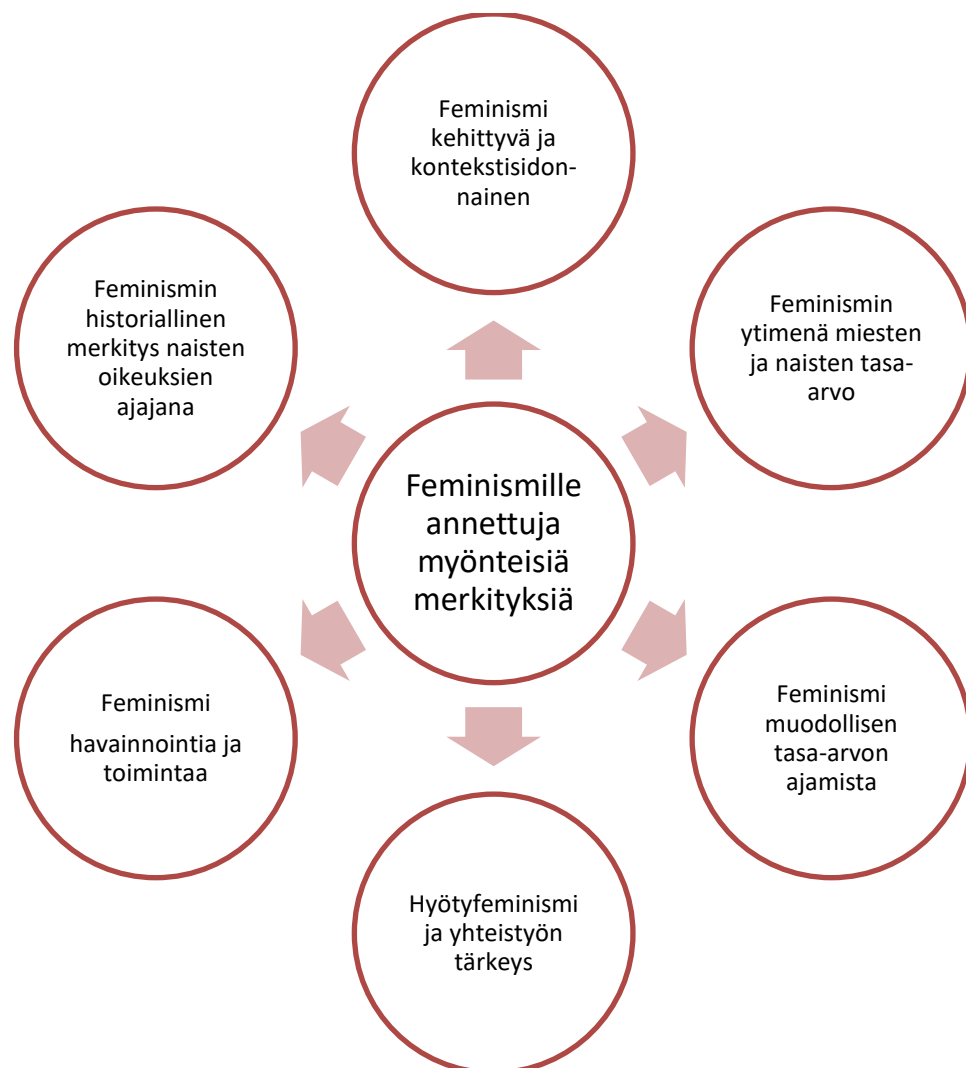 Feminismi
kehittyvä ja
kontekstisidon-
nainen
Feminismin
historiallinen
merkitys naisten
oikeuksien
ajajana
Feminismin
ytimenä miesten
ja naisten tasa-
arvo
Feminismille
annettuja
myönteisiä
merkityksiä
Feminismi
havainnointia ja
toimintaa
Feminismi
muodollisen
tasa-arvon
ajamista
Hyötyfeminismi
ja yhteistyön
tärkeys